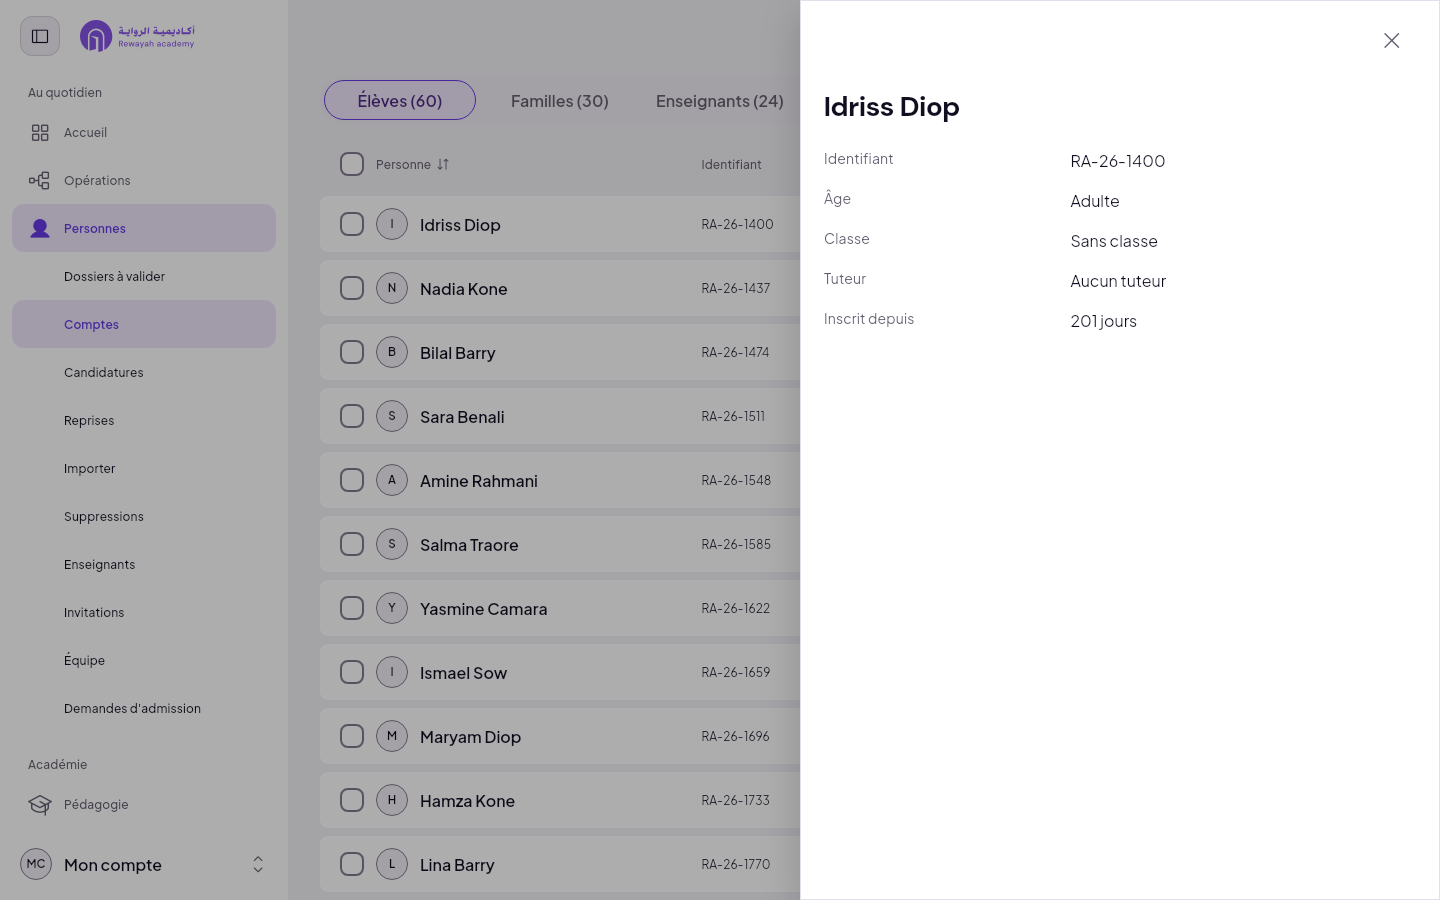 أكاديمية الرواية
Rewayah academy
Au quotidien
Accueil
Opérations
Personnes
Dossiers à valider
Comptes
Candidatures
Reprises
Importer
Suppressions
Enseignants
Invitations
Équipe
Demandes d'admission
Académie
Pédagogie
MC Mon compte
Élèves (60) Familles (30) Enseignants (24)
Personne Identifiant
I Idriss Diop RA-26-1400
N Nadia Kone RA-26-1437
B Bilal Barry RA-26-1474
S Sara Benali RA-26-1511
A Amine Rahmani RA-26-1548
S Salma Traore RA-26-1585
Y Yasmine Camara RA-26-1622
I Ismael Sow RA-26-1659
M Maryam Diop RA-26-1696
H Hamza Kone RA-26-1733
L Lina Barry RA-26-1770
Idriss Diop
Identifiant RA-26-1400
Âge Adulte
Classe Sans classe
Tuteur Aucun tuteur
Inscrit depuis 201 jours